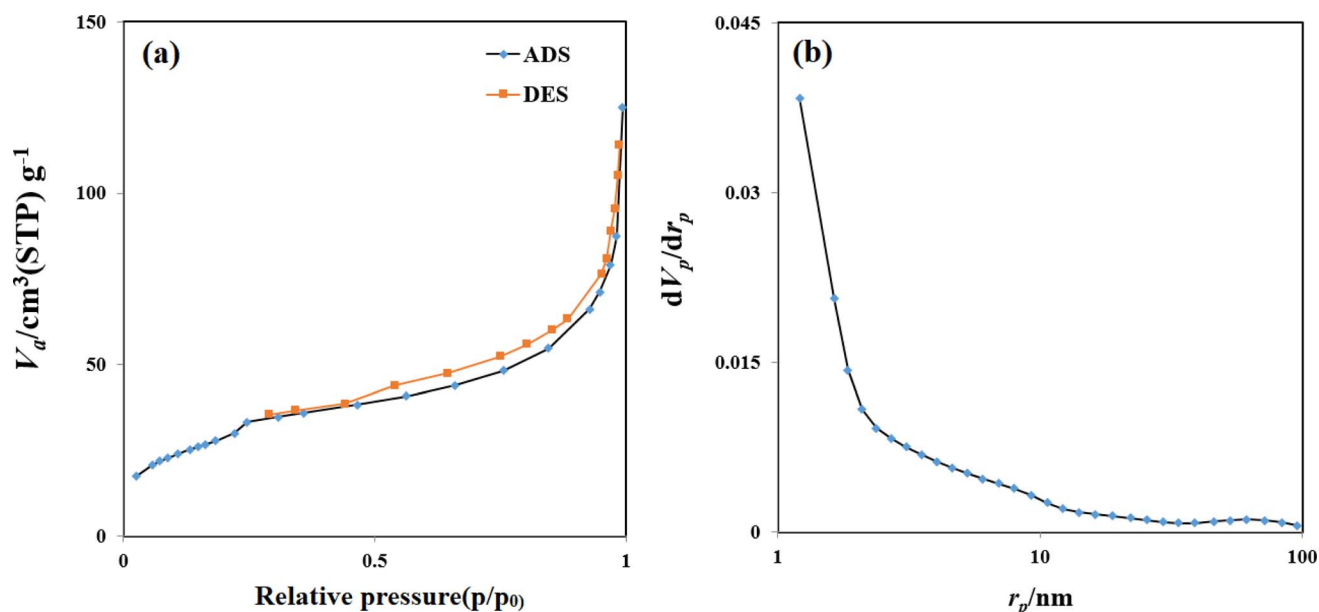 (a)
ADS
DES
150
100
50
0
0
0.5
1
Vₐ/cm³(STP) g⁻¹
Relative pressure(p/p₀)
(b)
0.045
0.03
0.015
0
1
10
100
dVₚ/drₚ
rₚ/nm